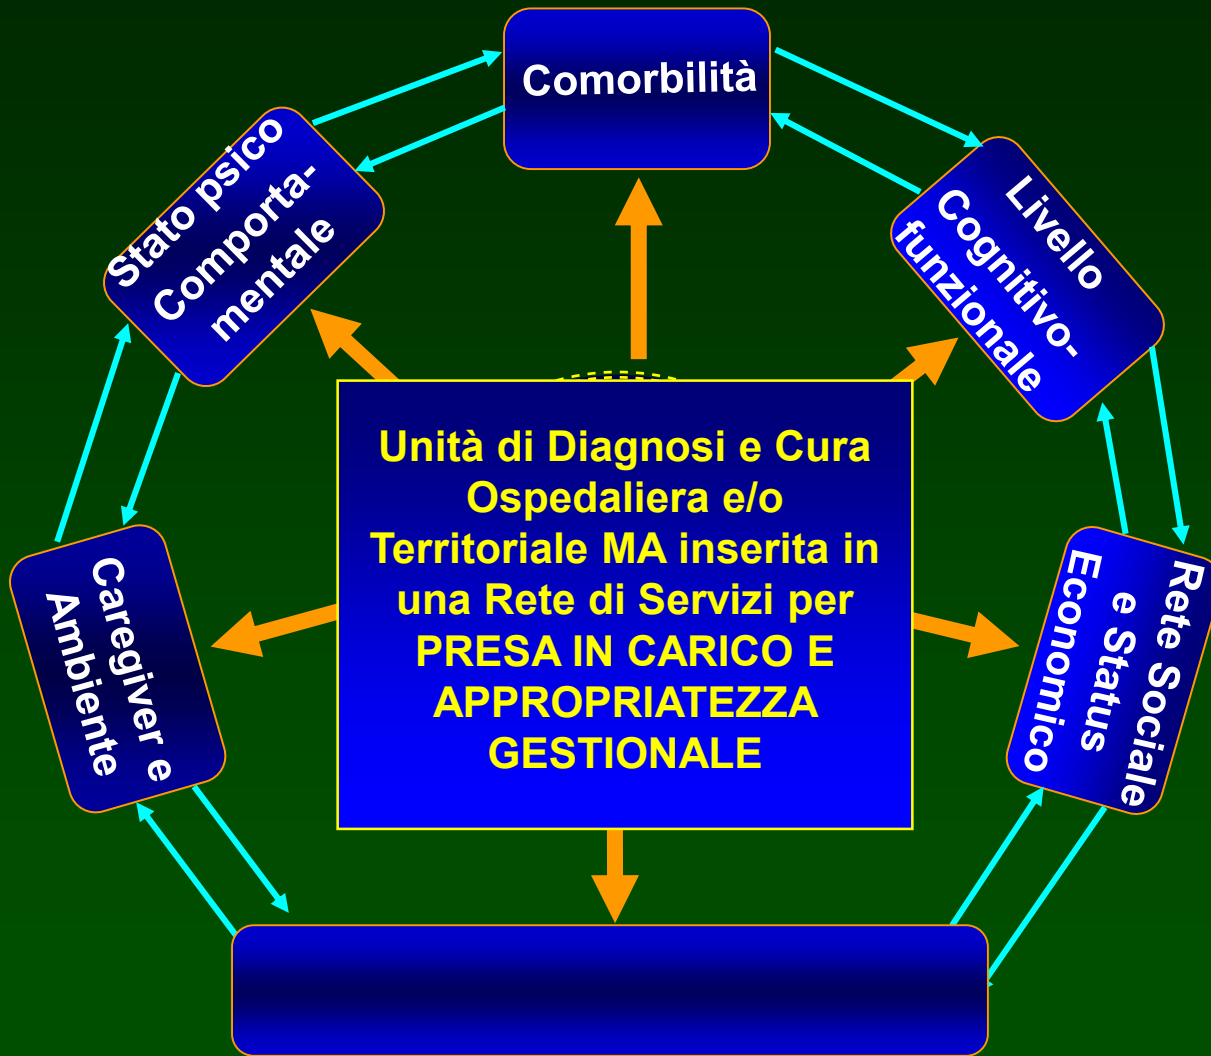 Comorbilità
Stato psico
Comporta-
mentale
Livello
Cognitivo-
funzionale
Unità di Diagnosi e Cura
Ospedaliera e/o
Territoriale MA inserita in
una Rete di Servizi per
PRESA IN CARICO E
APPROPRIATEZZA
GESTIONALE
Caregiver e
Ambiente
Rete Sociale
e Status
Economico